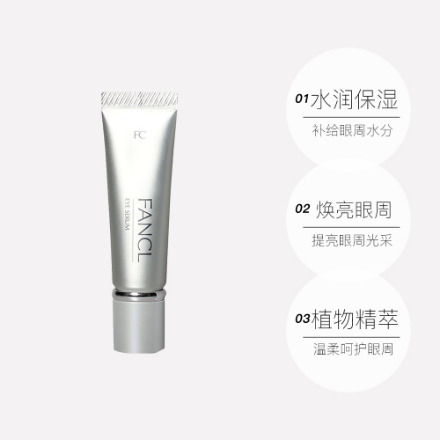 FC
FANCL
EYE SERUM
01水润保湿
补给眼周水分
02 焕亮眼周
提亮眼周光采
03植物精萃
温柔呵护眼周